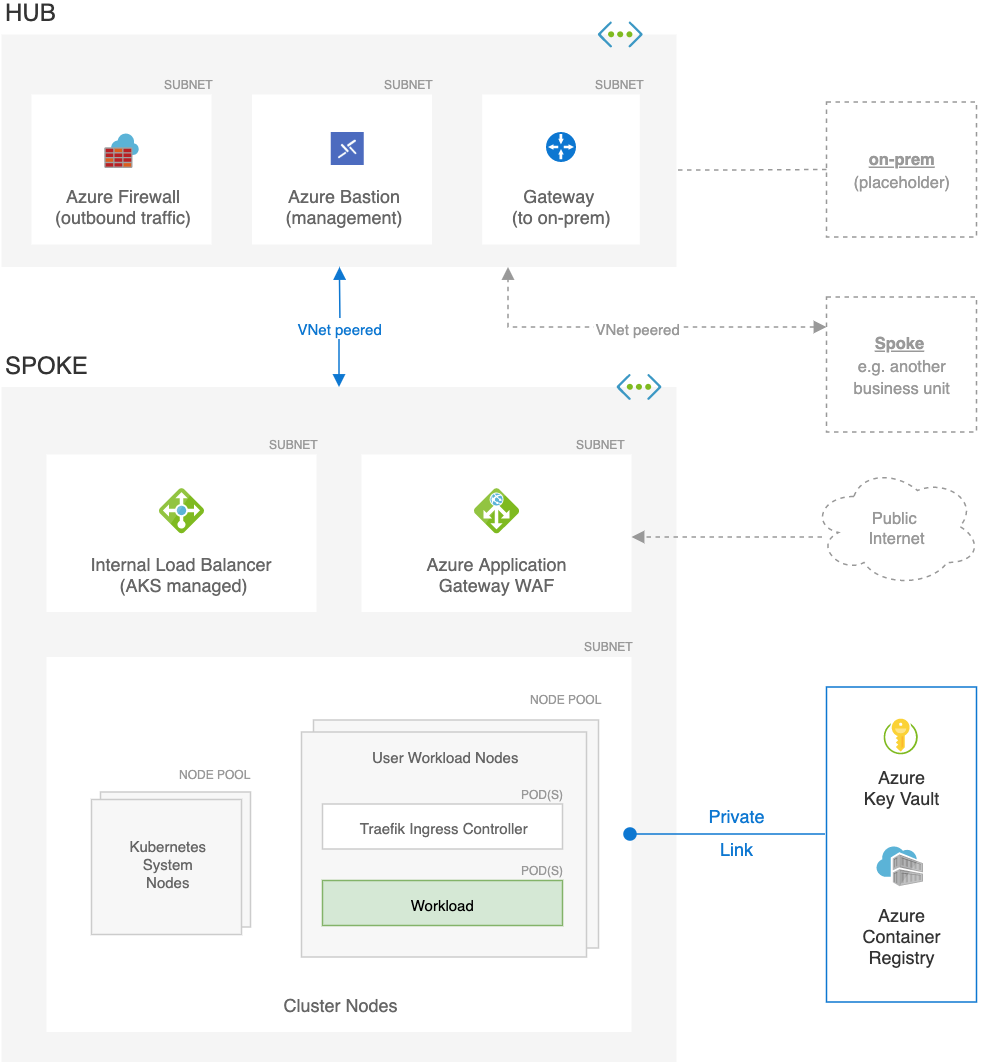 HUB
SUBNET
Azure Firewall
(outbound traffic)
SUBNET
Azure Bastion
(management)
SUBNET
Gateway
(to on-prem)
on-prem
(placeholder)
VNet peered
VNet peered
Spoke
e.g. another
business unit
SPOKE
SUBNET
Internal Load Balancer
(AKS managed)
SUBNET
Azure Application
Gateway WAF
Public
Internet
SUBNET
NODE POOL
Kubernetes
System
Nodes
NODE POOL
User Workload Nodes
POD(S)
Traefik Ingress Controller
POD(S)
Workload
Cluster Nodes
Private
Link
Azure
Key Vault
Azure
Container
Registry